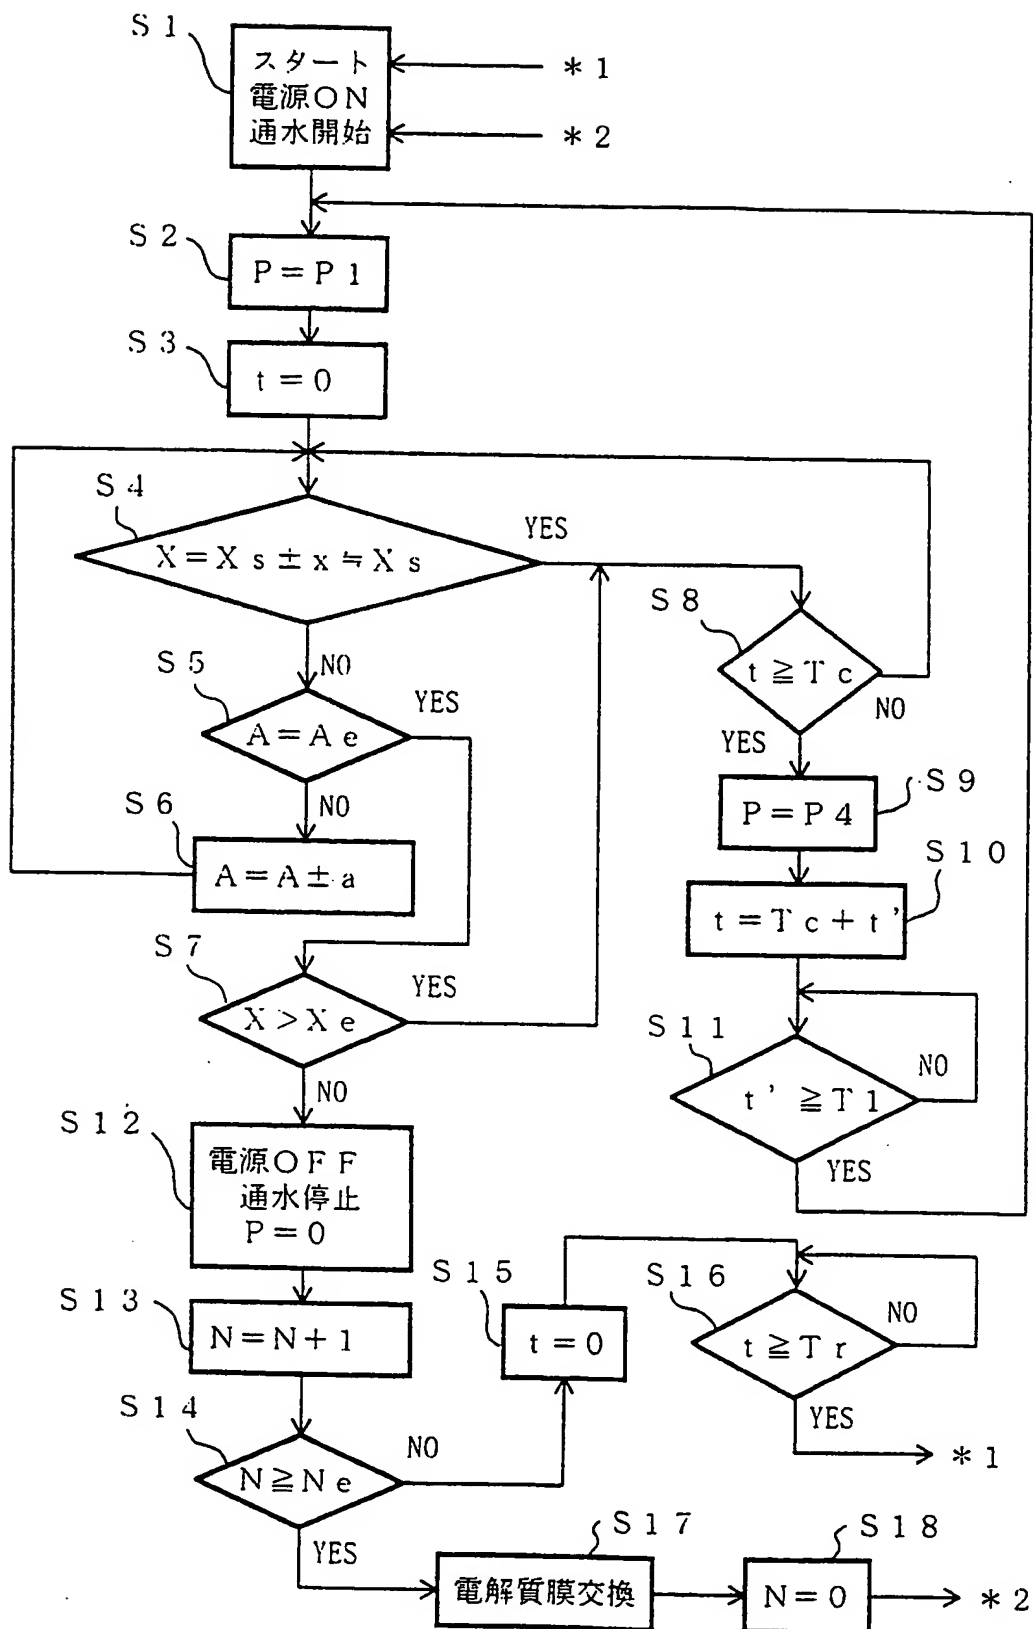 S1
スタート
電源ON
通水開始
*1
*2
S2
P=P1
S3
t=0
S4
X=Xs±x≒Xs
YES
NO
S5
A=Ae
YES
NO
S6
A=A±a
S7
X>Xe
YES
NO
S8
t≧Tc
NO
YES
S9
P=P4
S10
t=Tc+t'
S11
t'≧T1
NO
YES
S12
電源OFF
通水停止
P=0
S13
N=N+1
S14
N≧Ne
NO
YES
S15
t=0
S16
t≧Tr
NO
YES
*1
S17
電解質膜交換
S18
N=0
*2